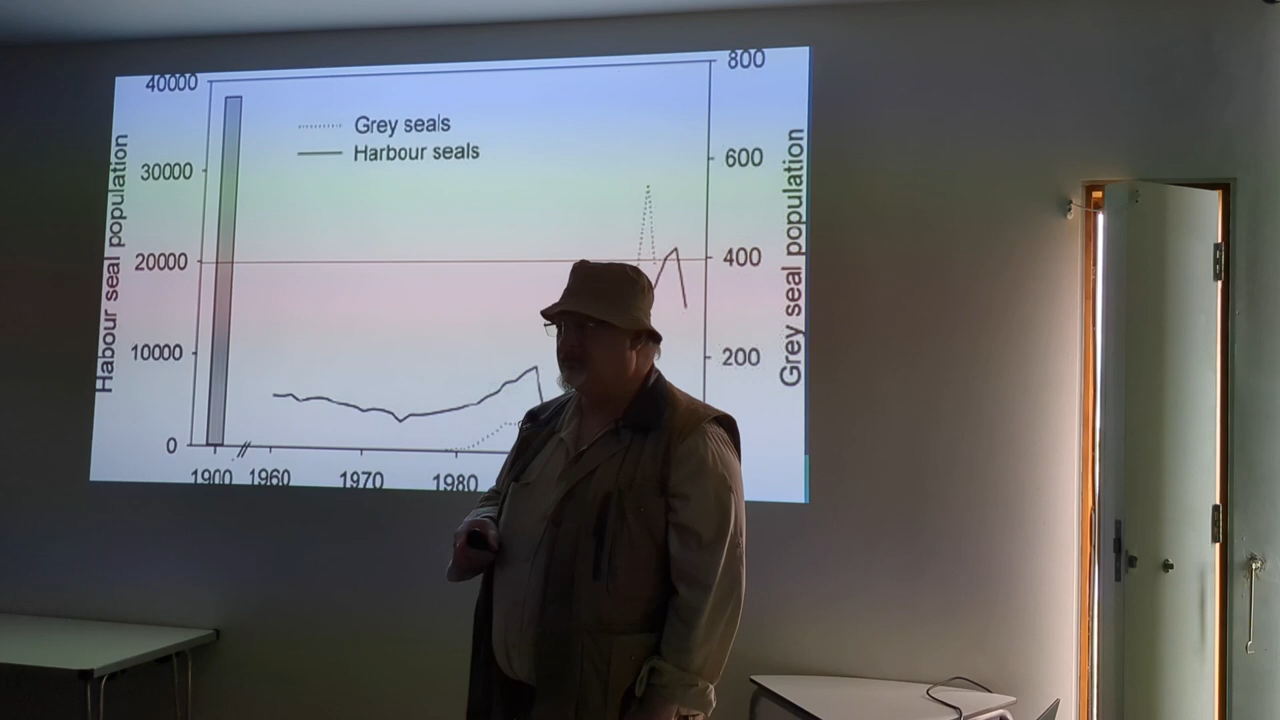 40000
30000
20000
10000
0
Habour seal population
Grey seals
Harbour seals
800
600
400
200
Grey seal population
1900 1960 1970 1980